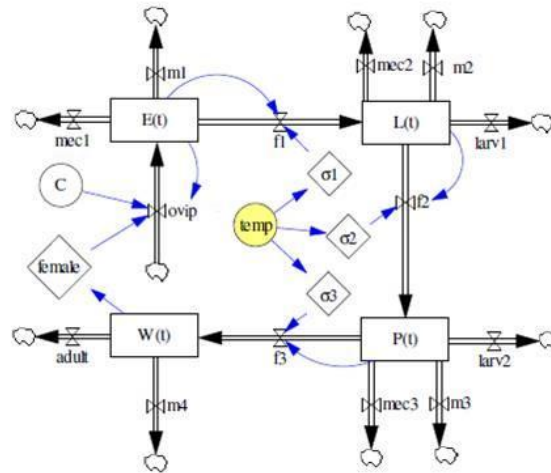 mec2
m2
m1
E(t)
L(t)
mec1
f1
larv1
C
σ1
ovip
temp
σ2
f2
female
σ3
W(t)
P(t)
adult
f3
larv2
m4
mec3
m3